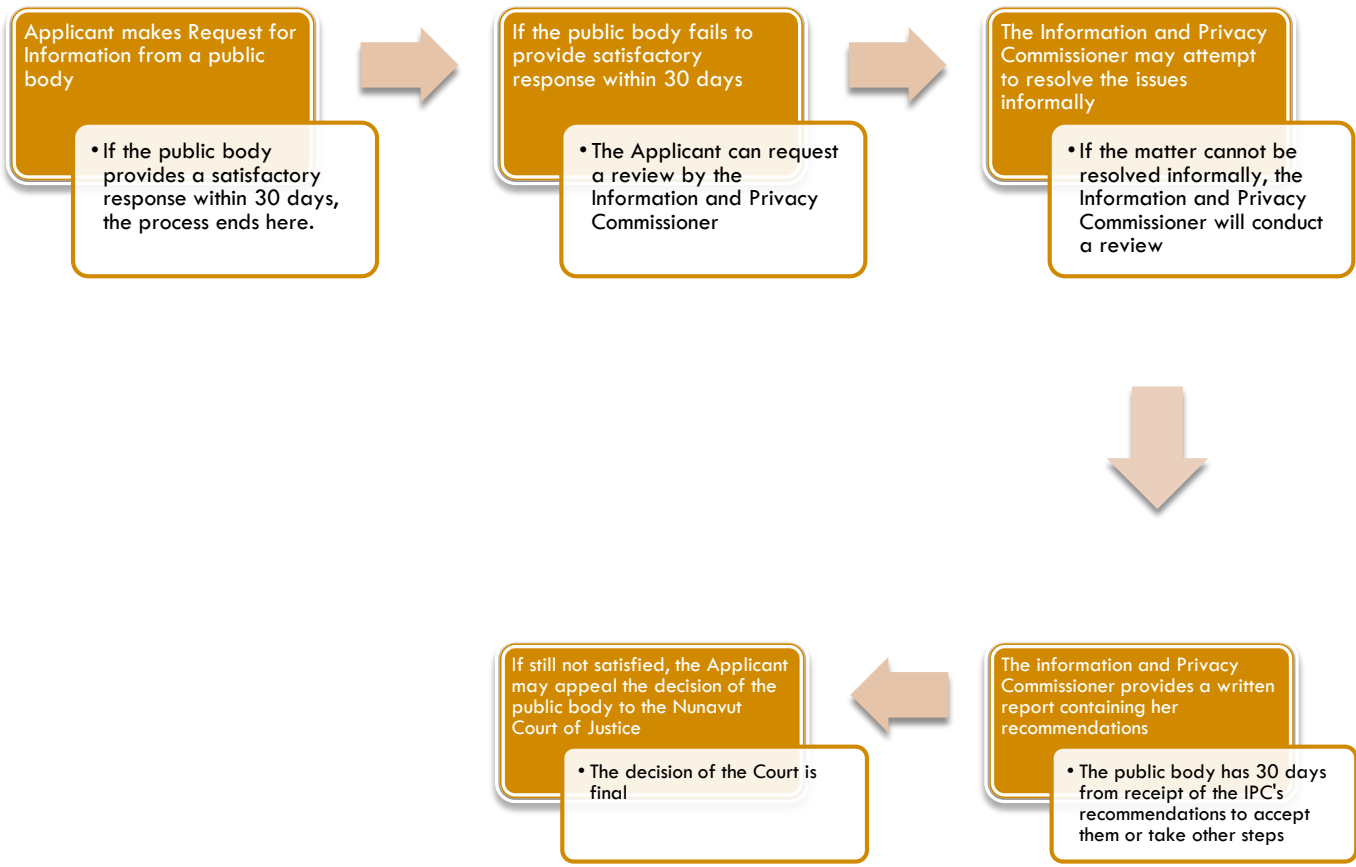 Applicant makes Request for
Information from a public
body
• If the public body
provides a satisfactory
response within 30 days,
the process ends here.
If the public body fails to
provide satisfactory
response within 30 days
• The Applicant can request
a review by the
Information and Privacy
Commissioner
The Information and Privacy
Commissioner may attempt
to resolve the issues
informally
• If the matter cannot be
resolved informally, the
Information and Privacy
Commissioner will conduct
a review
The information and Privacy
Commissioner provides a written
report containing her
recommendations
• The public body has 30 days
from receipt of the IPC's
recommendations to accept
them or take other steps
If still not satisfied, the Applicant
may appeal the decision of the
public body to the Nunavut
Court of Justice
• The decision of the Court is
final